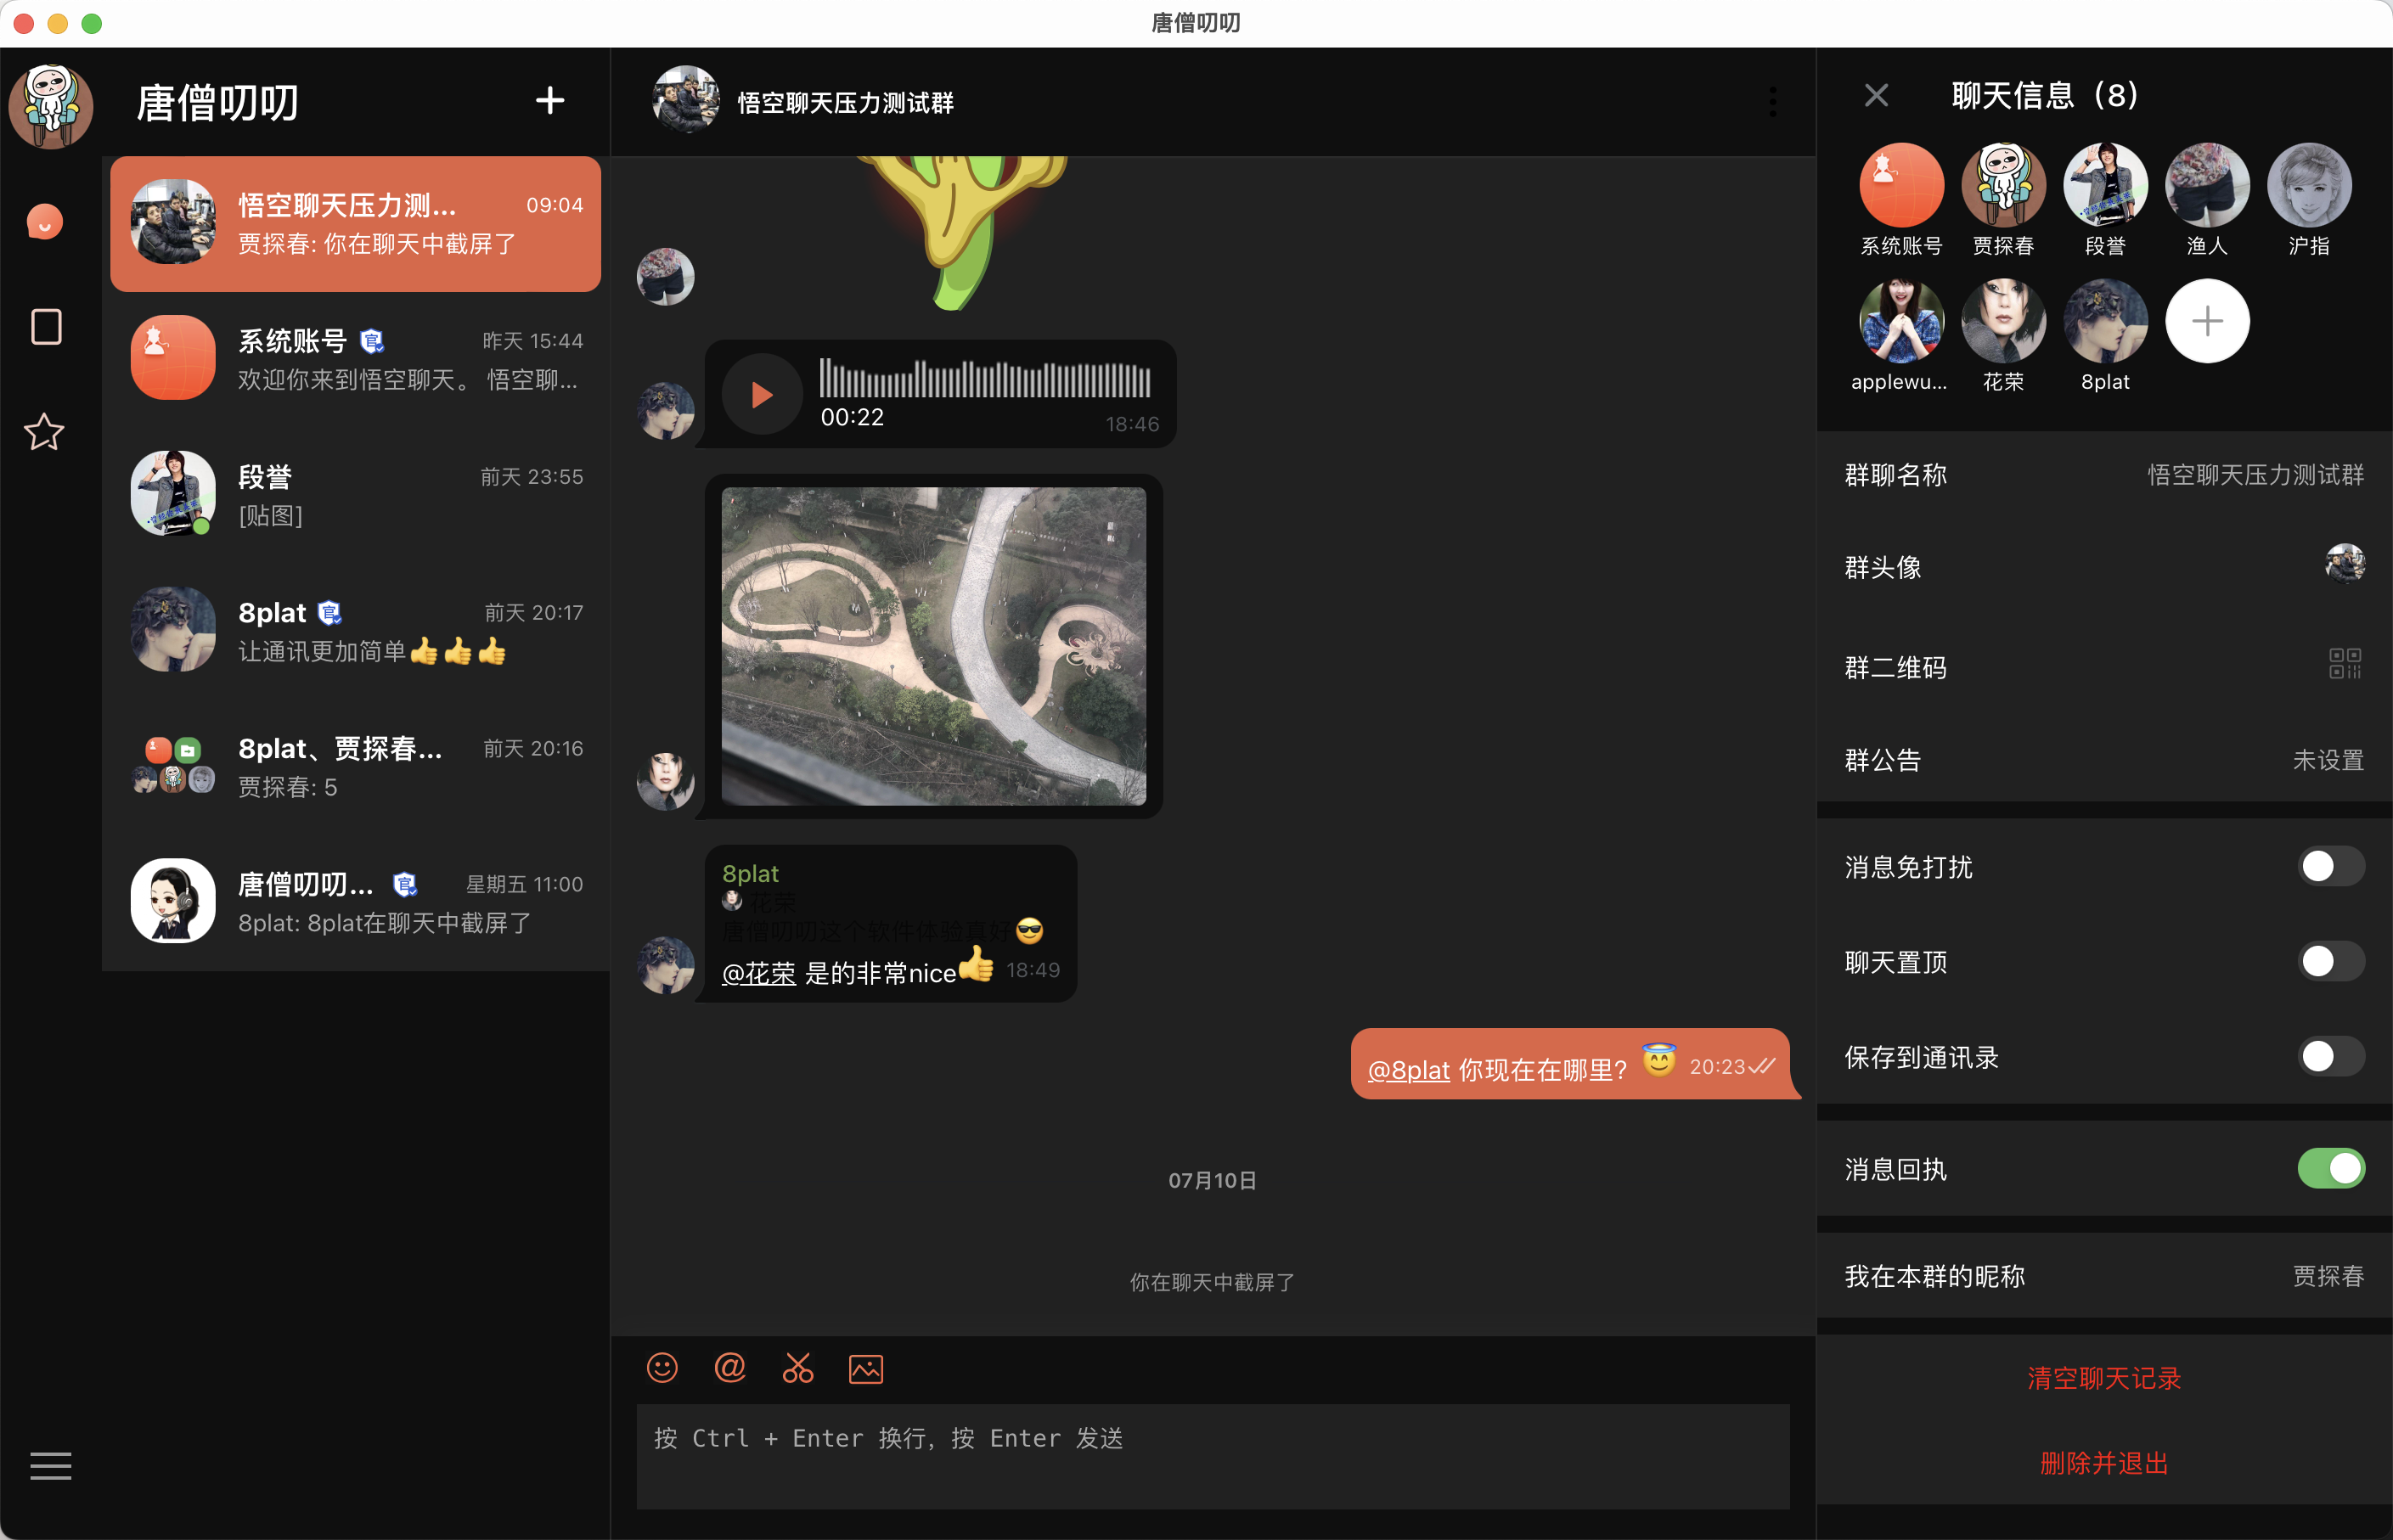 唐僧叨叨
唐僧叨叨
悟空聊天压力测... 09:04
贾探春: 你在聊天中截屏了
系统账号 官 昨天 15:44
欢迎你来到悟空聊天。 悟空聊...
段誉 前天 23:55
[贴图]
8plat 官 前天 20:17
让通讯更加简单👍👍👍
8plat、贾探春... 前天 20:16
贾探春: 5
唐僧叨叨... 官 星期五 11:00
8plat: 8plat在聊天中截屏了
悟空聊天压力测试群
00:22
18:46
8plat
花荣
唐僧叨叨这个软件体验真好😎
@花荣 是的非常nice👍 18:49
@8plat 你现在在哪里? 😇 20:23
07月10日
你在聊天中截屏了
按 Ctrl + Enter 换行, 按 Enter 发送
聊天信息（8）
系统账号 贾探春 段誉 渔人 沪指
applewu... 花荣 8plat
群聊名称 悟空聊天压力测试群
群头像
群二维码
群公告 未设置
消息免打扰
聊天置顶
保存到通讯录
消息回执
我在本群的昵称 贾探春
清空聊天记录
删除并退出